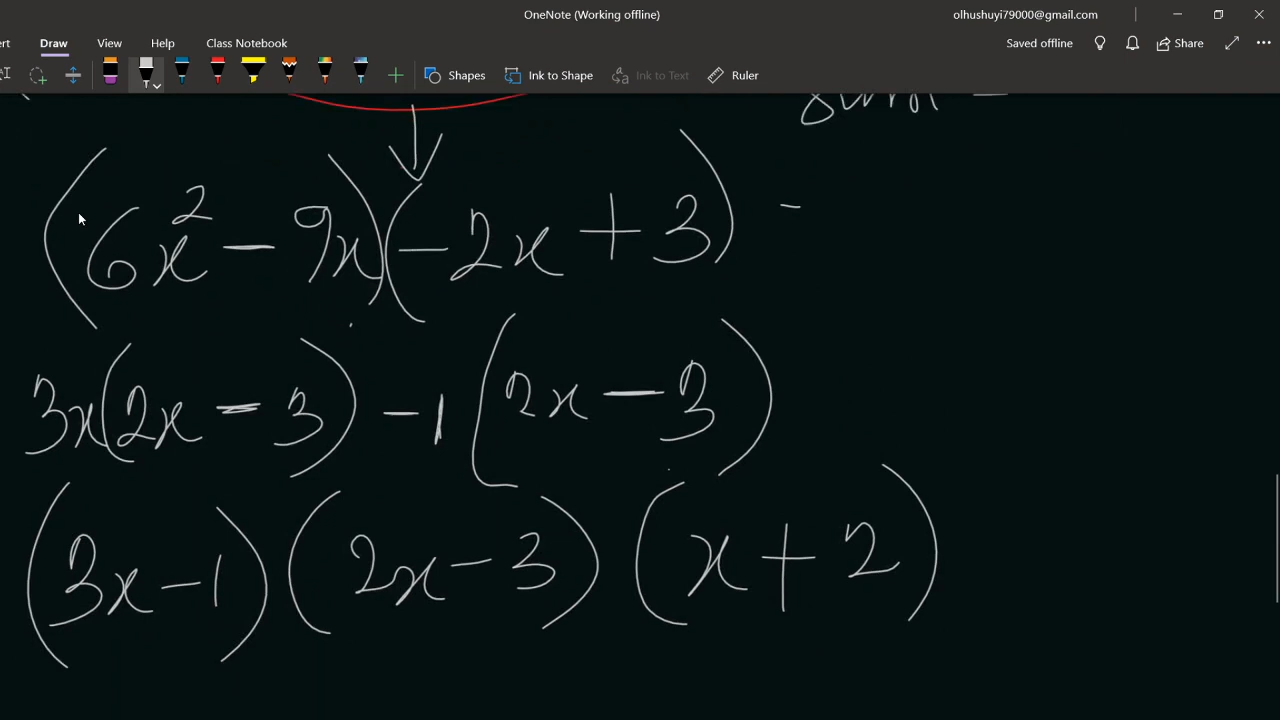 OneNote (Working offline) olhushuyi79000@gmail.com
rt Draw View Help Class Notebook Saved offline Share
Shapes Ink to Shape Ink to Text Ruler
(6x² - 9x)(-2x + 3) -
3x(2x - 3) - 1(2x - 3)
(3x - 1)(2x - 3)(x + 2)